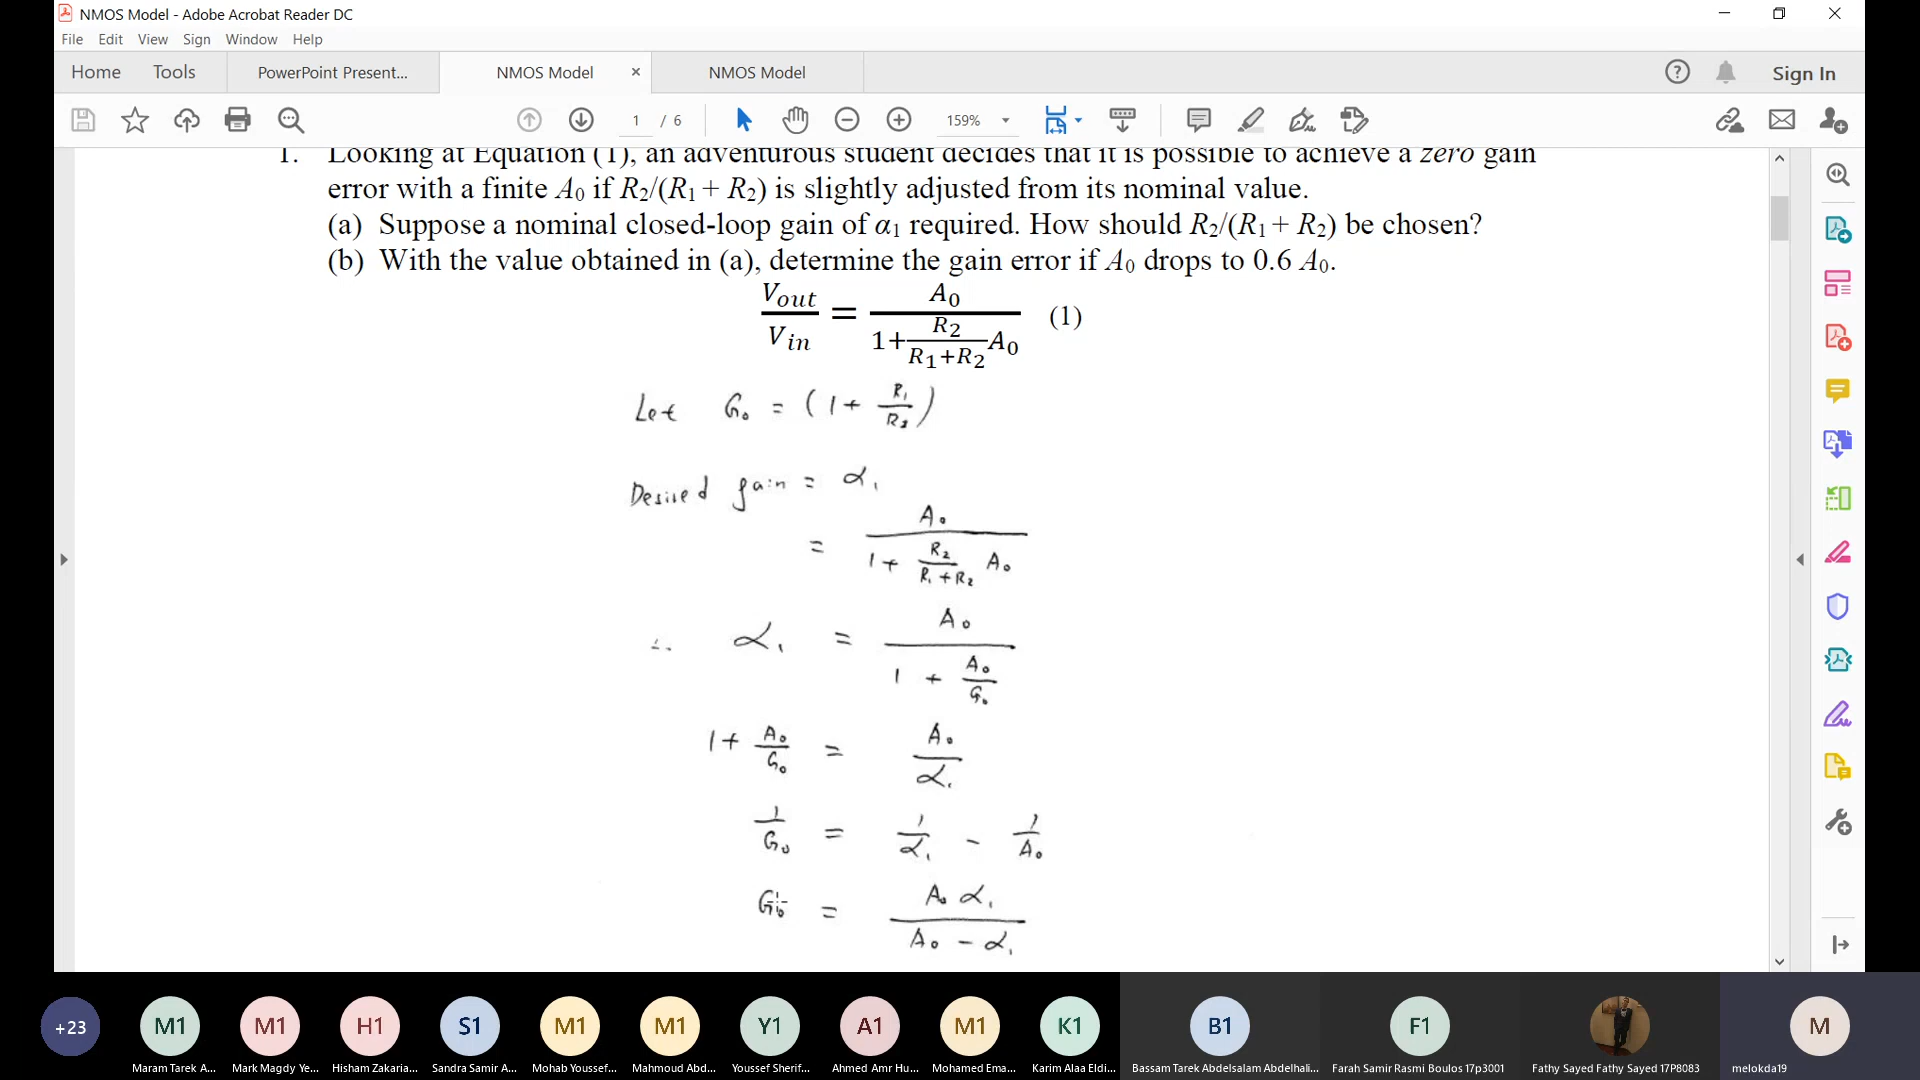 NMOS Model - Adobe Acrobat Reader DC
File Edit View Sign Window Help
Home Tools PowerPoint Present... NMOS Model × NMOS Model Sign In
1 / 6 159%
1. Looking at Equation (1), an adventurous student decides that it is possible to achieve a zero gain
error with a finite A₀ if R₂/(R₁ + R₂) is slightly adjusted from its nominal value.
(a) Suppose a nominal closed-loop gain of α₁ required. How should R₂/(R₁ + R₂) be chosen?
(b) With the value obtained in (a), determine the gain error if A₀ drops to 0.6 A₀.
V_out / V_in = A₀ / (1 + R₂/(R₁+R₂) A₀) (1)
Let G₀ = (1 + R₁/R₂)
Desired gain = α₁
= A₀ / (1 + R₂/(R₁+R₂) A₀)
∴ α₁ = A₀ / (1 + A₀/G₀)
1 + A₀/G₀ = A₀/α₁
1/G₀ = 1/α₁ - 1/A₀
G₀ = A₀ α₁ / (A₀ - α₁)
+23 M1 M1 H1 S1 M1 M1 Y1 A1 M1 K1 B1 F1 M
Maram Tarek A... Mark Magdy Ye... Hisham Zakaria... Sandra Samir A... Mohab Youssef... Mahmoud Abd... Youssef Sherif... Ahmed Amr Hu... Mohamed Ema... Karim Alaa Eldi... Bassam Tarek Abdelsalam Abdelhali... Farah Samir Rasmi Boulos 17p3001 Fathy Sayed Fathy Sayed 17P8083 melokda19